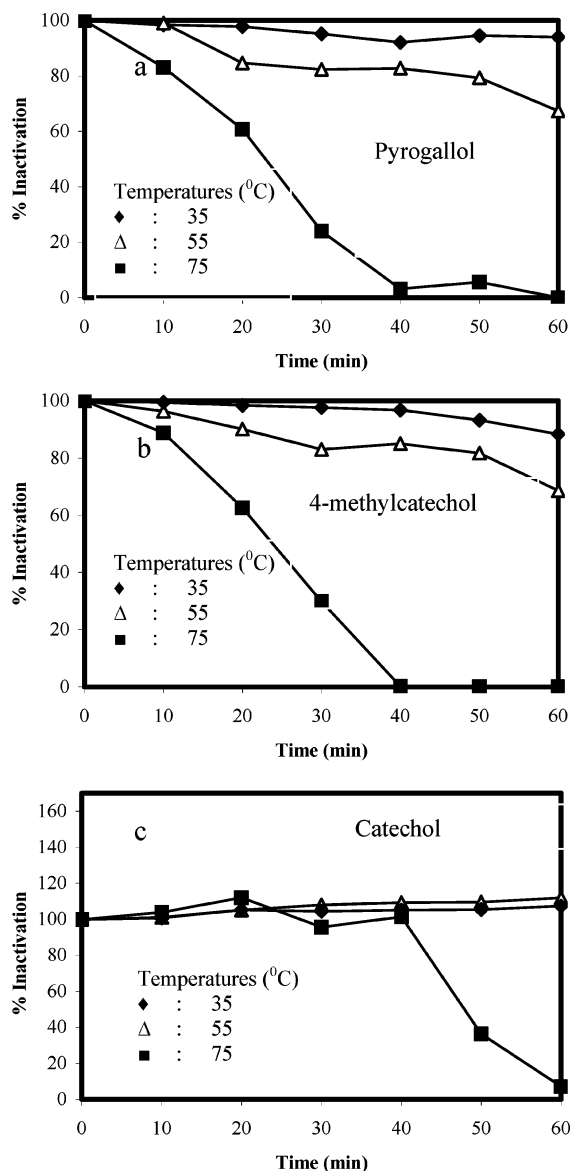 100
a
80
Pyrogallol
60
% Inactivation
Temperatures (⁰C)
40
: 35
20
: 55
: 75
0
0 10 20 30 40 50 60
Time (min)
100
b
80
4-methylcatechol
60
% Inactivation
Temperatures (⁰C)
40
: 35
20
: 55
: 75
0
0 10 20 30 40 50 60
Time (min)
160
c Catechol
140
120
100
% Inactivation
80
Temperatures (⁰C)
60
: 35
40
: 55
20
: 75
0
0 10 20 30 40 50 60
Time (min)